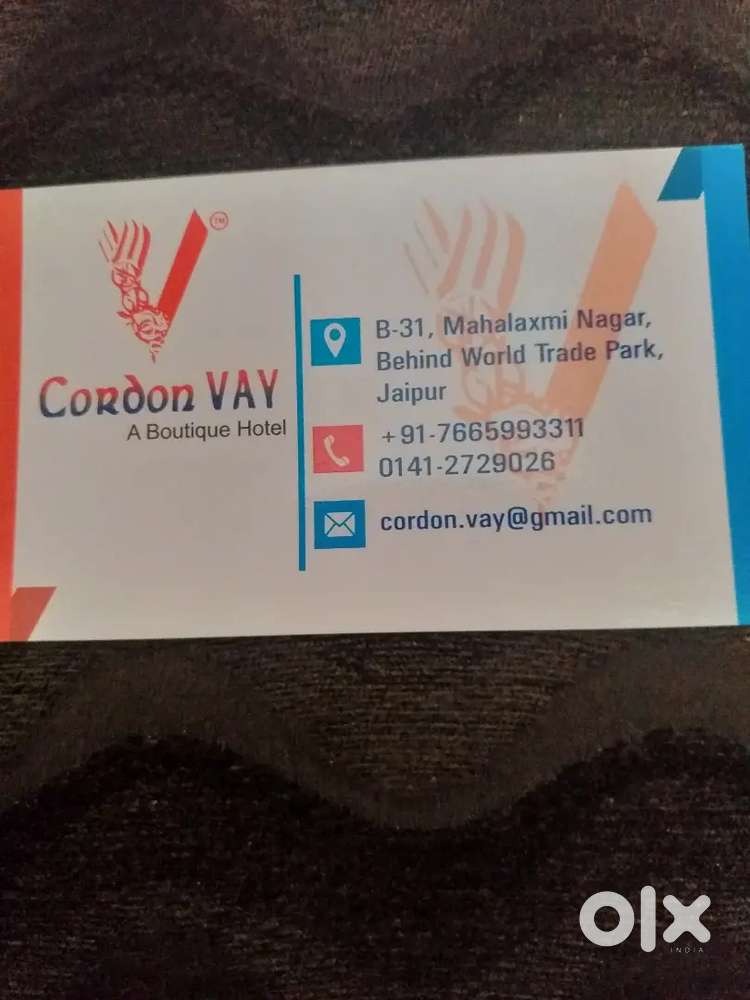 TM
Cordon VAY
A Boutique Hotel
B-31, Mahalaxmi Nagar,
Behind World Trade Park,
Jaipur
+91-7665993311
0141-2729026
cordon.vay@gmail.com
olx
INDIA